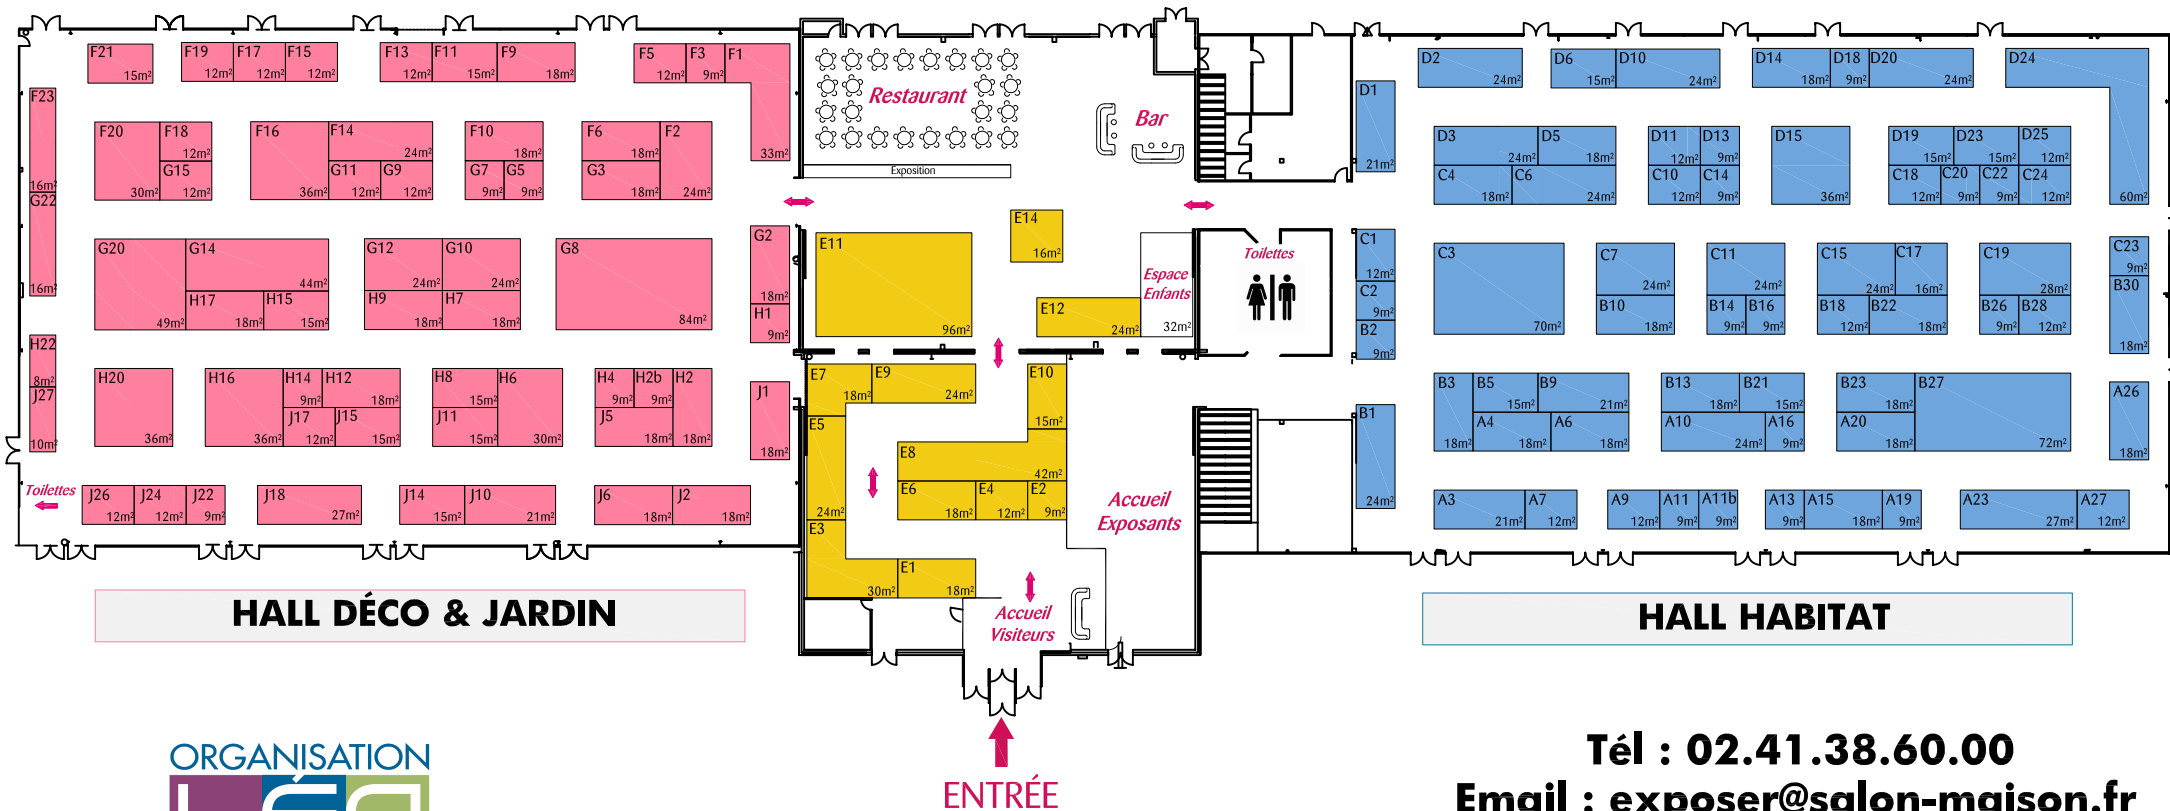 F21 15m²
F19 12m² F17 12m² F15 12m²
F13 12m² F11 15m² F9 18m²
F5 12m² F3 9m² F1 33m²
F23 16m²
G22 16m²
F20 30m² F18 12m²
G15 12m²
F16 36m² F14 24m²
G11 12m² G9 12m²
F10 18m²
G7 9m² G5 9m²
F6 18m² F2 24m²
G3 18m²
G20 49m² G14 44m²
H17 18m² H15 15m²
G12 24m² G10 24m²
H9 18m² H7 18m²
G8 84m²
G2 18m²
H1 9m²
H22 8m²
J27 10m²
H20 36m²
H16 36m² H14 9m² H12 18m²
J17 12m² J15 15m²
H8 15m² H6 30m²
J11 15m²
H4 9m² H2b 9m² H2 18m²
J5 18m²
J1 18m²
Toilettes
J26 12m² J24 12m² J22 9m²
J18 27m²
J14 15m² J10 21m²
J6 18m² J2 18m²
HALL DÉCO & JARDIN
Restaurant
Bar
Exposition
E14 16m²
E11 96m²
E12 24m²
Espace
Enfants
32m²
Toilettes
E7 18m² E9 24m² E10 15m²
E5 24m²
E8 42m²
E6 18m² E4 12m² E2 9m²
E3 30m² E1 18m²
Accueil
Exposants
Accueil
Visiteurs
ENTRÉE
D2 24m²
D6 15m² D10 24m²
D14 18m² D18 9m² D20 24m²
D24 60m²
D1 21m²
D3 24m² D5 18m²
C4 18m² C6 24m²
D11 12m² D13 9m²
C10 12m² C14 9m²
D15 36m²
D19 15m² D23 15m² D25 12m²
C18 12m² C20 9m² C22 9m² C24 12m²
C1 12m²
C2 9m²
B2 9m²
C3 70m²
C7 24m²
B10 18m²
C11 24m²
B14 9m² B16 9m²
C15 24m² C17 16m²
B18 12m² B22 18m²
C19 28m²
B26 9m² B28 12m²
C23 9m²
B30 18m²
B1 24m²
B3 18m² B5 15m² B9 21m²
A4 18m² A6 18m²
B13 18m² B21 15m²
A10 24m² A16 9m²
B23 18m² B27 72m²
A20 18m²
A26 18m²
A3 21m² A7 12m²
A9 12m² A11 9m² A11b 9m²
A13 9m² A15 18m² A19 9m²
A23 27m² A27 12m²
HALL HABITAT
ORGANISATION
Tél : 02.41.38.60.00
Email : exposer@salon-maison.fr